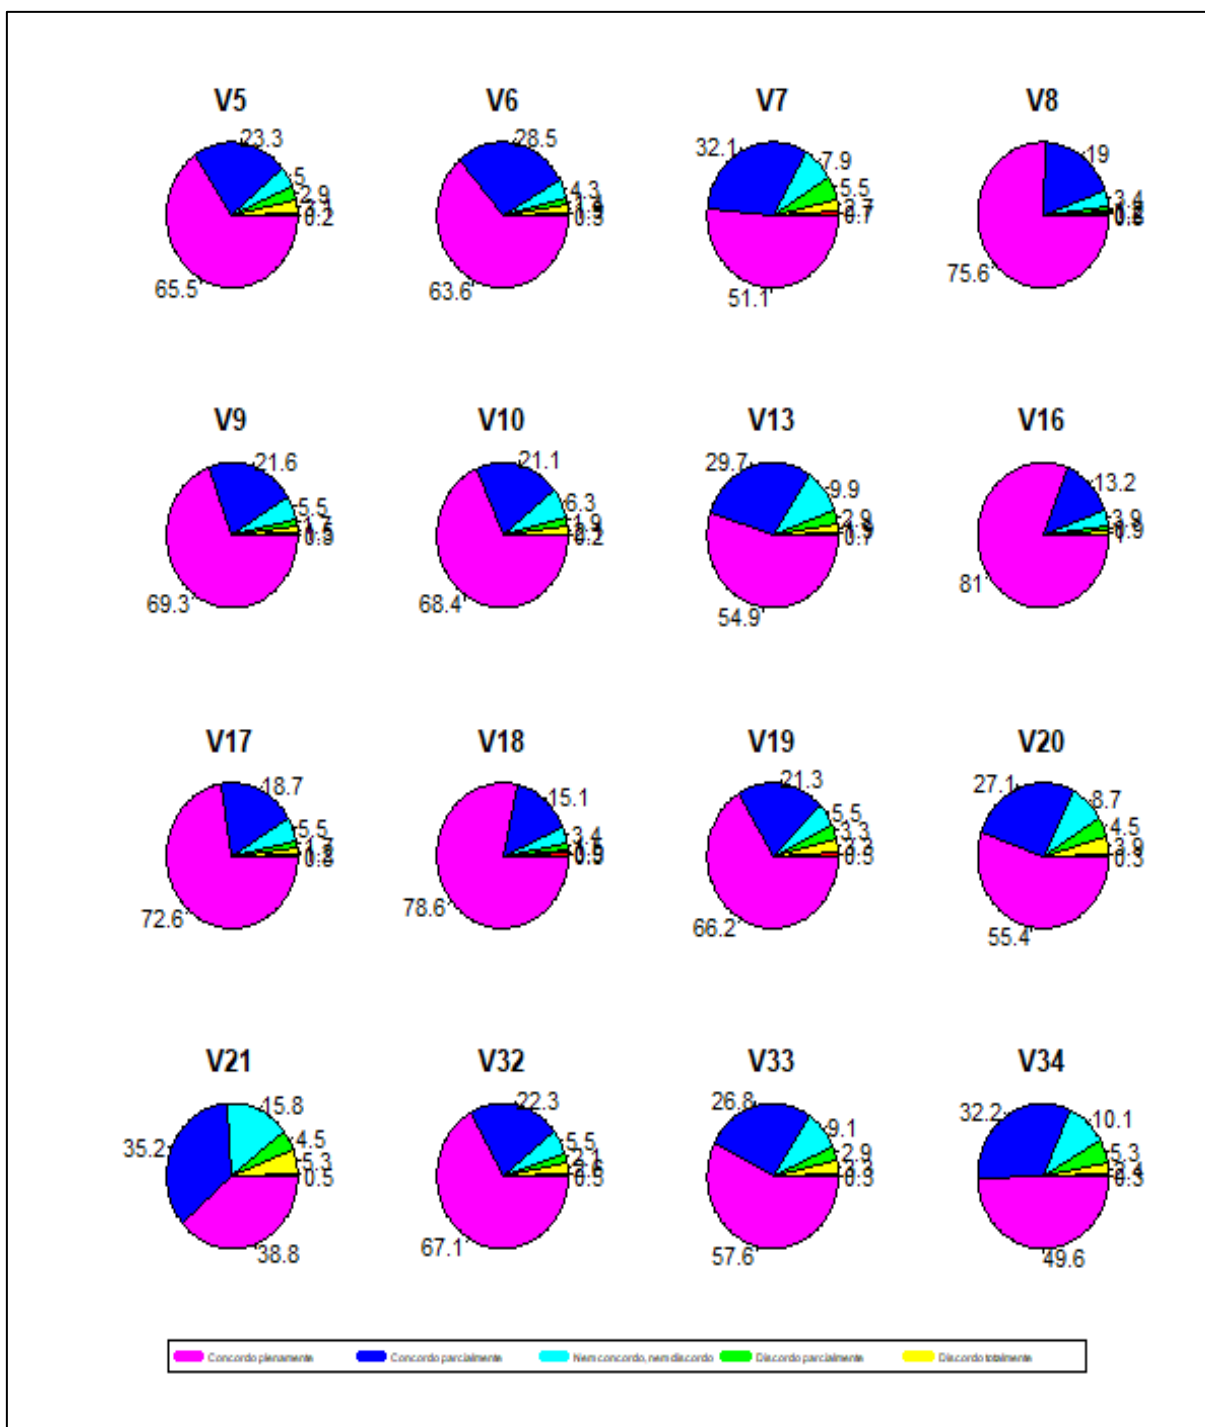 V5 V6 V7 V8
23.3 28.5 32.1 7.9 19
5 4.3 5.5 3.4
2.9
0.2 0.7
65.5 63.6 51.1 75.6
V9 V10 V13 V16
21.6 21.1 29.7 9.9 13.2
5.5 6.3 2.9 3.9
1.9 0.9
0.2 0.7 1
69.3 68.4 54.9 81
V17 V18 V19 V20
18.7 15.1 21.3 27.1 8.7
5.5 3.4 5.5 4.5
3.3 3.9
0.3
72.6 78.6 66.2 55.4
V21 V32 V33 V34
15.8 22.3 26.8 9.1 32.2 10.1
35.2 4.5 5.5 2.9 5.3
5.3 2.1
0.5 0.3 0.3
38.8 67.1 57.6 49.6
Concordo plenamente Concordo parcialmente Nem concordo, nem discordo Discordo parcialmente Discordo totalmente